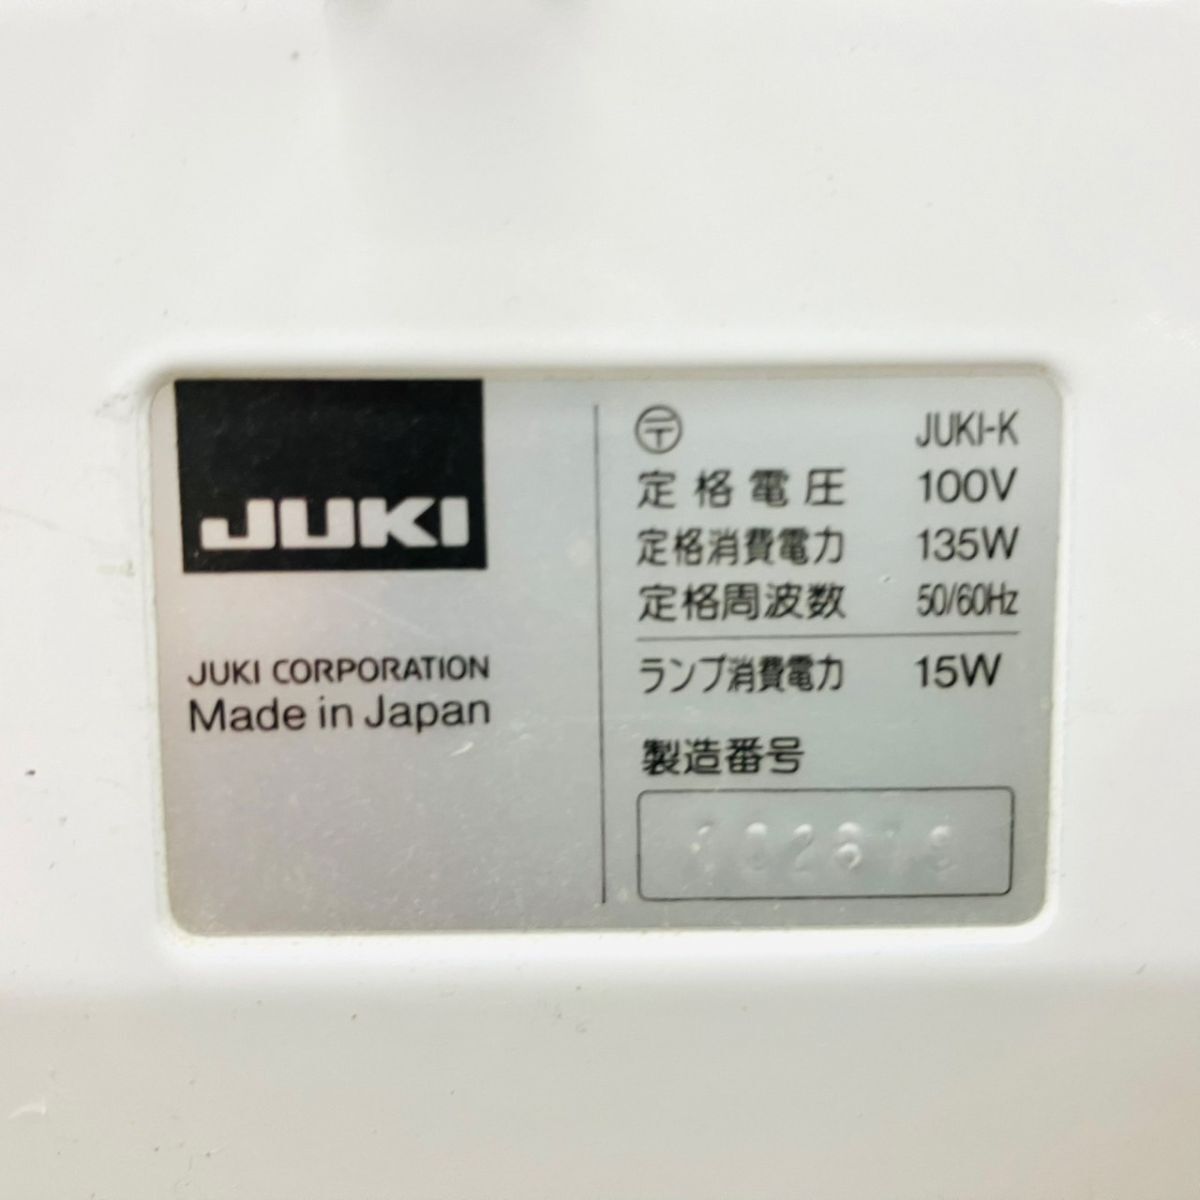 JUKI
JUKI CORPORATION
Made in Japan
〒 JUKI-K
定格電圧 100V
定格消費電力 135W
定格周波数 50/60Hz
ランプ消費電力 15W
製造番号